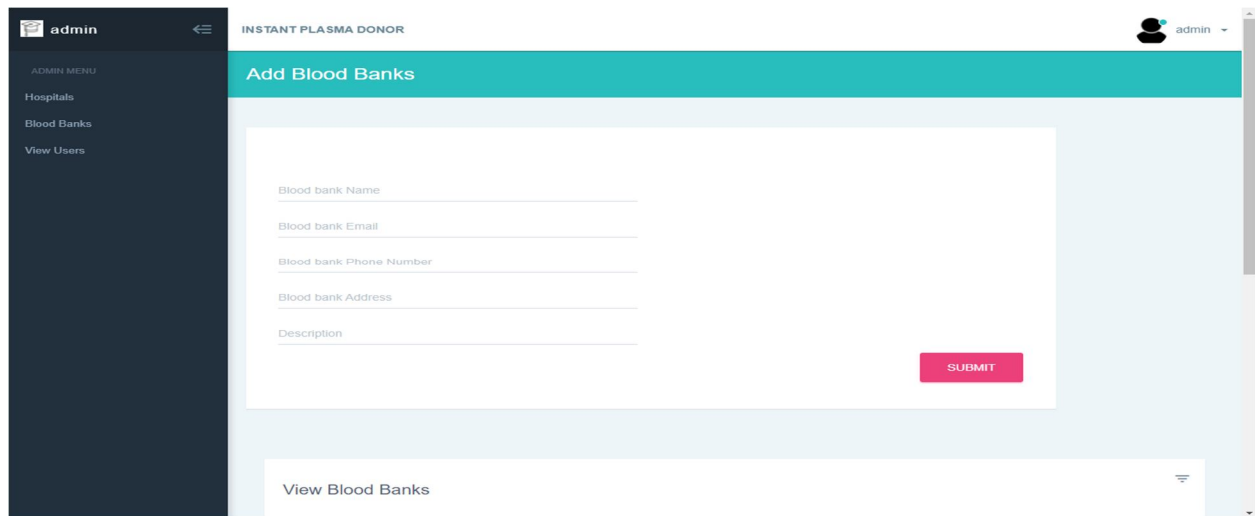 admin
INSTANT PLASMA DONOR
admin
ADMIN MENU
Hospitals
Blood Banks
View Users
Add Blood Banks
Blood bank Name
Blood bank Email
Blood bank Phone Number
Blood bank Address
Description
SUBMIT
View Blood Banks